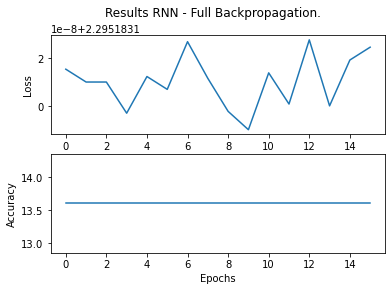 Results RNN - Full Backpropagation.
1e-8+2.2951831
2
0
Loss
0 2 4 6 8 10 12 14
14.0
13.5
13.0
Accuracy
0 2 4 6 8 10 12 14
Epochs